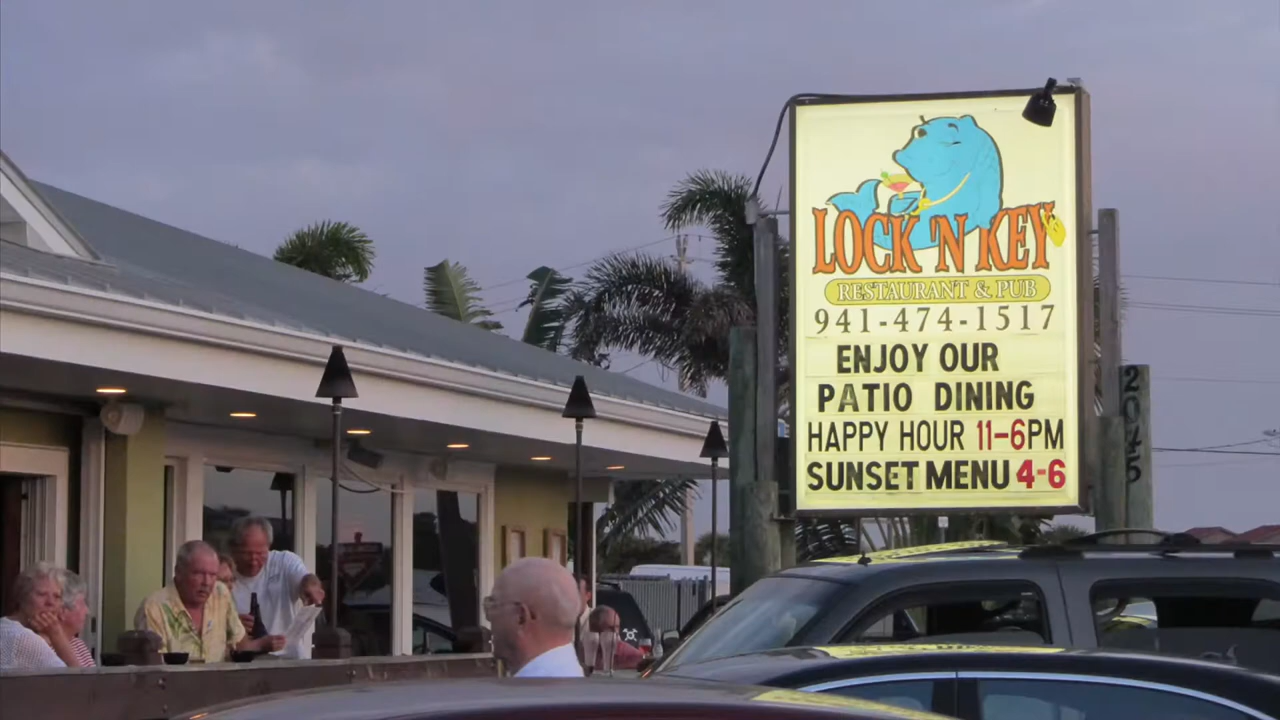 LOCK 'N KEY
RESTAURANT & PUB
941-474-1517
ENJOY OUR
PATIO DINING
HAPPY HOUR 11-6PM
SUNSET MENU 4-6
2045